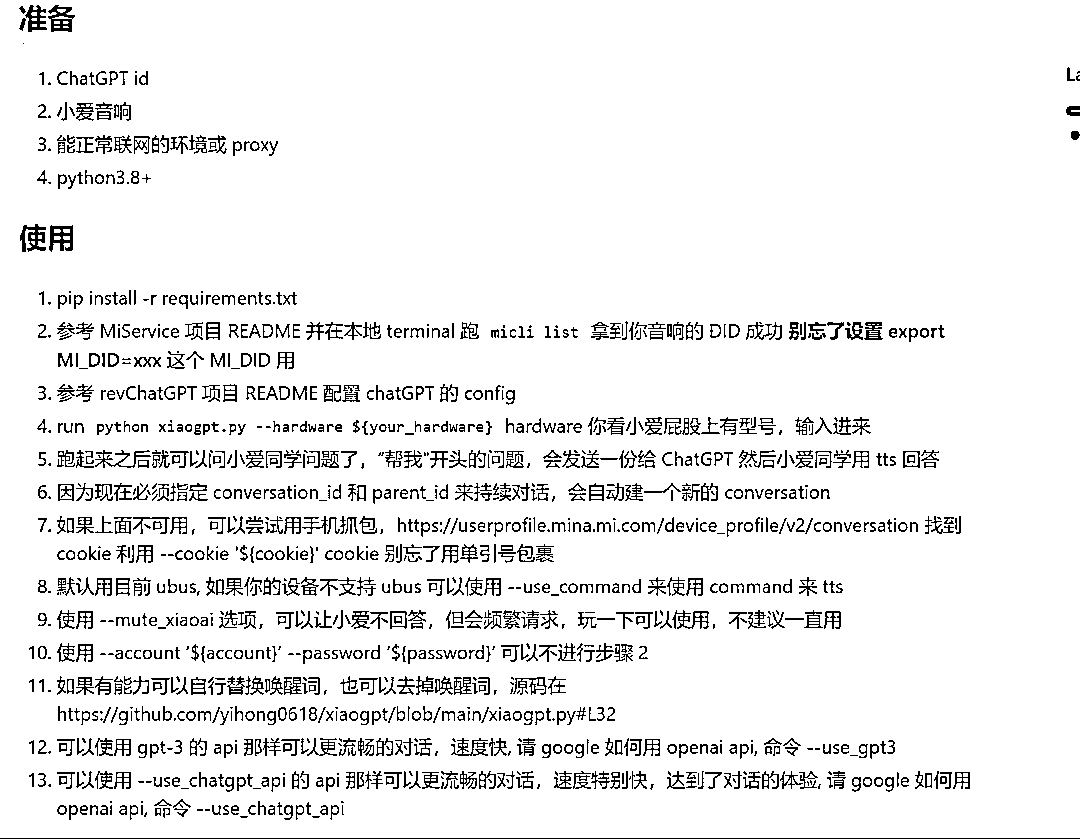 准备
1. ChatGPT id
La
2. 小爱音响
3. 能正常联网的环境或 proxy
4. python3.8+
使用
1. pip install -r requirements.txt
2. 参考 MiService 项目 README 并在本地 terminal 跑 micli list 拿到你音响的 DID 成功 别忘了设置 export
MI_DID=xxx 这个 MI_DID 用
3. 参考 revChatGPT 项目 README 配置 chatGPT 的 config
4. run python xiaogpt.py --hardware ${your_hardware} hardware 你看小爱屁股上有型号，输入进来
5. 跑起来之后就可以问小爱同学问题了，“帮我"开头的问题，会发送一份给 ChatGPT 然后小爱同学用 tts 回答
6. 因为现在必须指定 conversation_id 和 parent_id 来持续对话，会自动建一个新的 conversation
7. 如果上面不可用，可以尝试用手机抓包，https://userprofile.mina.mi.com/device_profile/v2/conversation 找到
cookie 利用 --cookie '${cookie}' cookie 别忘了用单引号包裹
8. 默认用目前 ubus, 如果你的设备不支持 ubus 可以使用 --use_command 来使用 command 来 tts
9. 使用 --mute_xiaoai 选项，可以让小爱不回答，但会频繁请求，玩一下可以使用，不建议一直用
10. 使用 --account ‘${account}’ --password ‘${password}’ 可以不进行步骤 2
11. 如果有能力可以自行替换唤醒词，也可以去掉唤醒词，源码在
https://github.com/yihong0618/xiaogpt/blob/main/xiaogpt.py#L32
12. 可以使用 gpt-3 的 api 那样可以更流畅的对话，速度快, 请 google 如何用 openai api, 命令 --use_gpt3
13. 可以使用 --use_chatgpt_api 的 api 那样可以更流畅的对话，速度特别快，达到了对话的体验, 请 google 如何用
openai api, 命令 --use_chatgpt_api